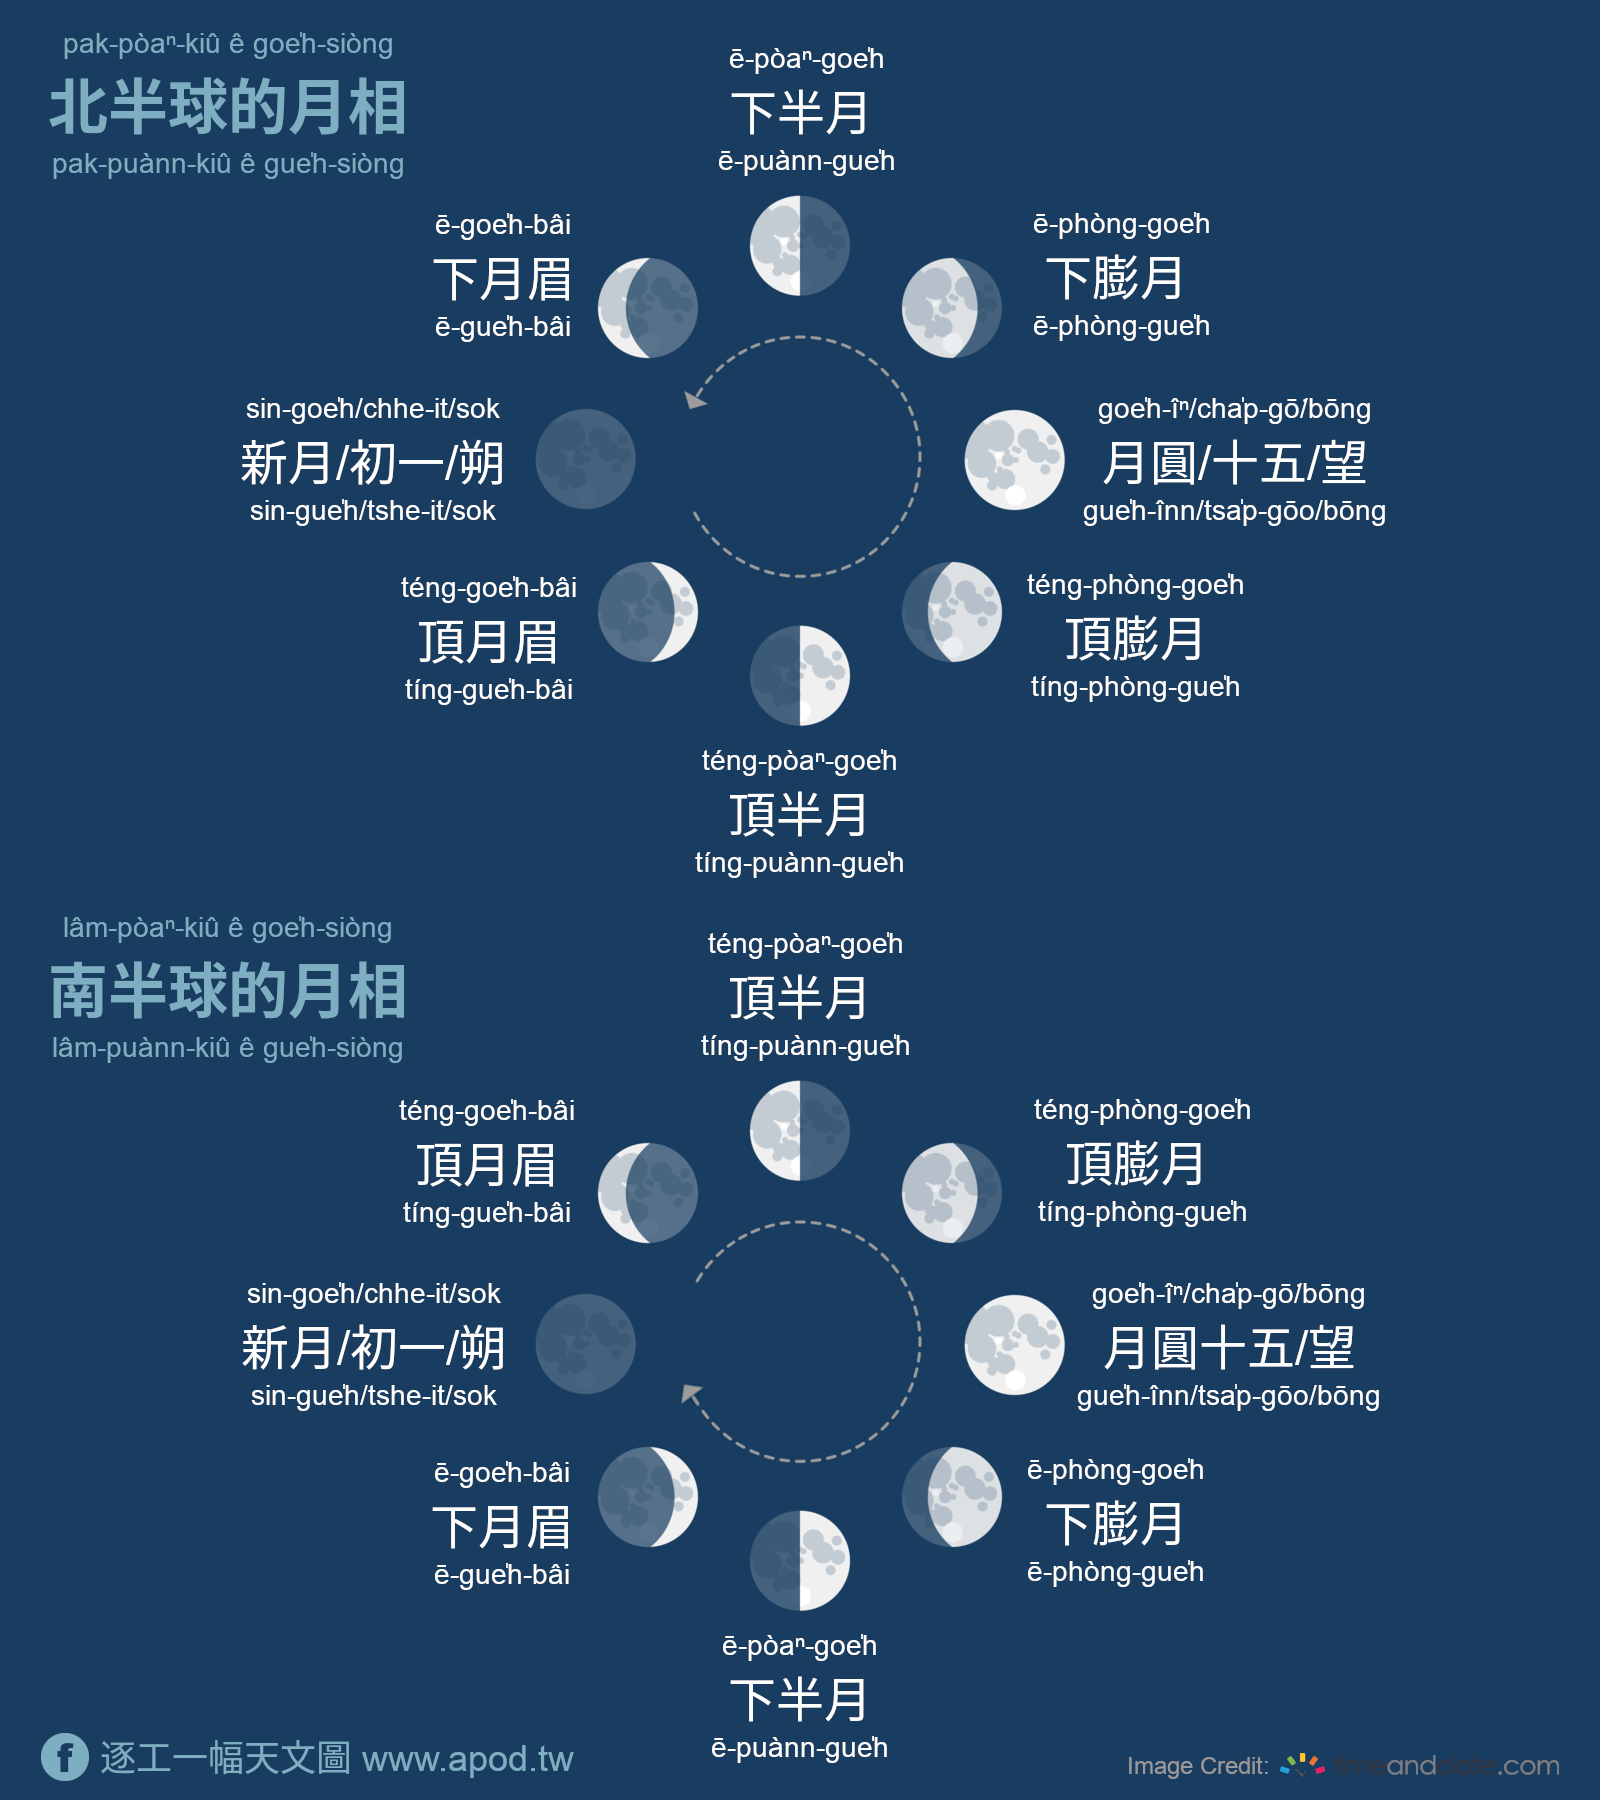 pak-pòaⁿ-kiû ê goe̍h-siòng
北半球的月相
pak-puànn-kiû ê gue̍h-siòng
ē-pòaⁿ-goe̍h
下半月
ē-puànn-gue̍h
ē-goe̍h-bâi
下月眉
ē-gue̍h-bâi
ē-phòng-goe̍h
下膨月
ē-phòng-gue̍h
sin-goe̍h/chhe-it/sok
新月/初一/朔
sin-gue̍h/tshe-it/sok
goe̍h-îⁿ/cha̍p-gō͘/bōng
月圓/十五/望
gue̍h-înn/tsa̍p-gōo/bōng
téng-goe̍h-bâi
頂月眉
tíng-gue̍h-bâi
téng-phòng-goe̍h
頂膨月
tíng-phòng-gue̍h
téng-pòaⁿ-goe̍h
頂半月
tíng-puànn-gue̍h
lâm-pòaⁿ-kiû ê goe̍h-siòng
南半球的月相
lâm-puànn-kiû ê gue̍h-siòng
téng-pòaⁿ-goe̍h
頂半月
tíng-puànn-gue̍h
téng-goe̍h-bâi
頂月眉
tíng-gue̍h-bâi
téng-phòng-goe̍h
頂膨月
tíng-phòng-gue̍h
sin-goe̍h/chhe-it/sok
新月/初一/朔
sin-gue̍h/tshe-it/sok
goe̍h-îⁿ/cha̍p-gō͘/bōng
月圓十五/望
gue̍h-înn/tsa̍p-gōo/bōng
ē-goe̍h-bâi
下月眉
ē-gue̍h-bâi
ē-phòng-goe̍h
下膨月
ē-phòng-gue̍h
ē-pòaⁿ-goe̍h
下半月
ē-puànn-gue̍h
f 逐工一幅天文圖 www.apod.tw
Image Credit: timeanddate.com